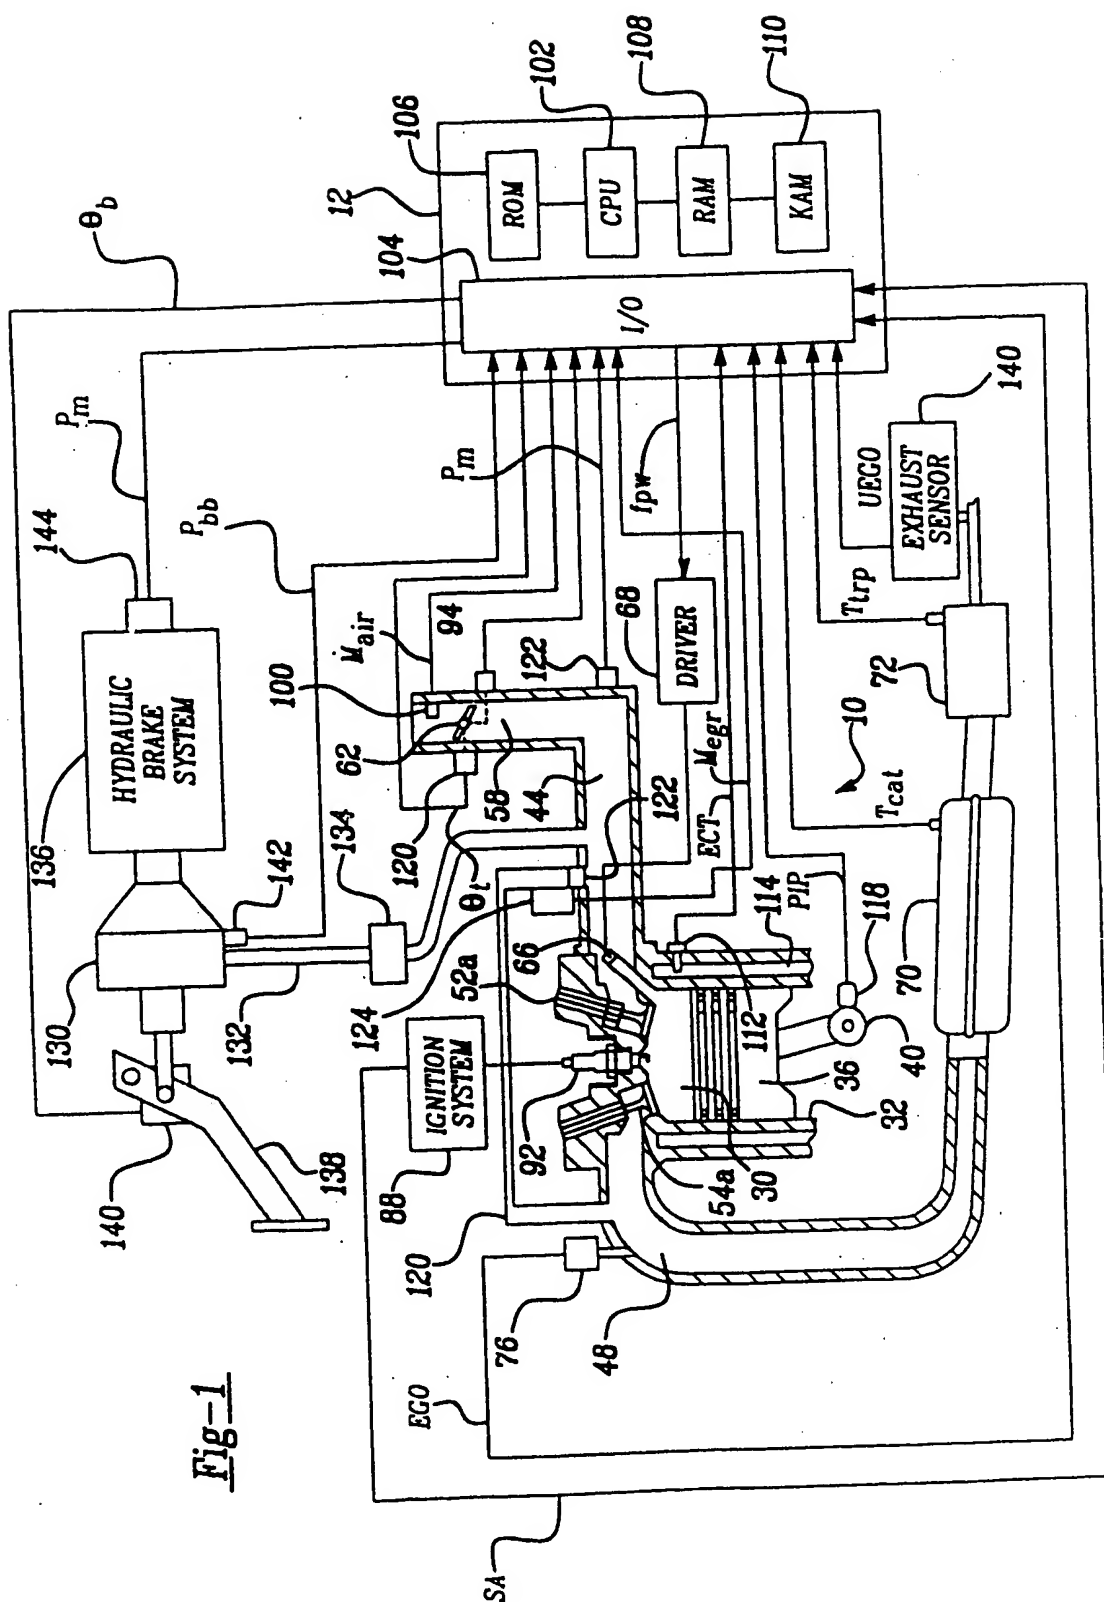 Fig-1
θb
Pm
Pbb
144
HYDRAULIC
BRAKE
SYSTEM
136
142
134
130
132
124
140
138
12
104
106
102
108
110
ROM
CPU
RAM
KAM
I/O
Mair
94
100
62
58
120
θt
44
122
122
Pm
fpw
DRIVER
68
Megr
ECT
UEGO
EXHAUST
SENSOR
140
Ttrp
72
10
Tcat
PIP
118
114
112
40
36
32
30
54a
70
66
52a
92
IGNITION
SYSTEM
88
120
76
48
EGO
SA